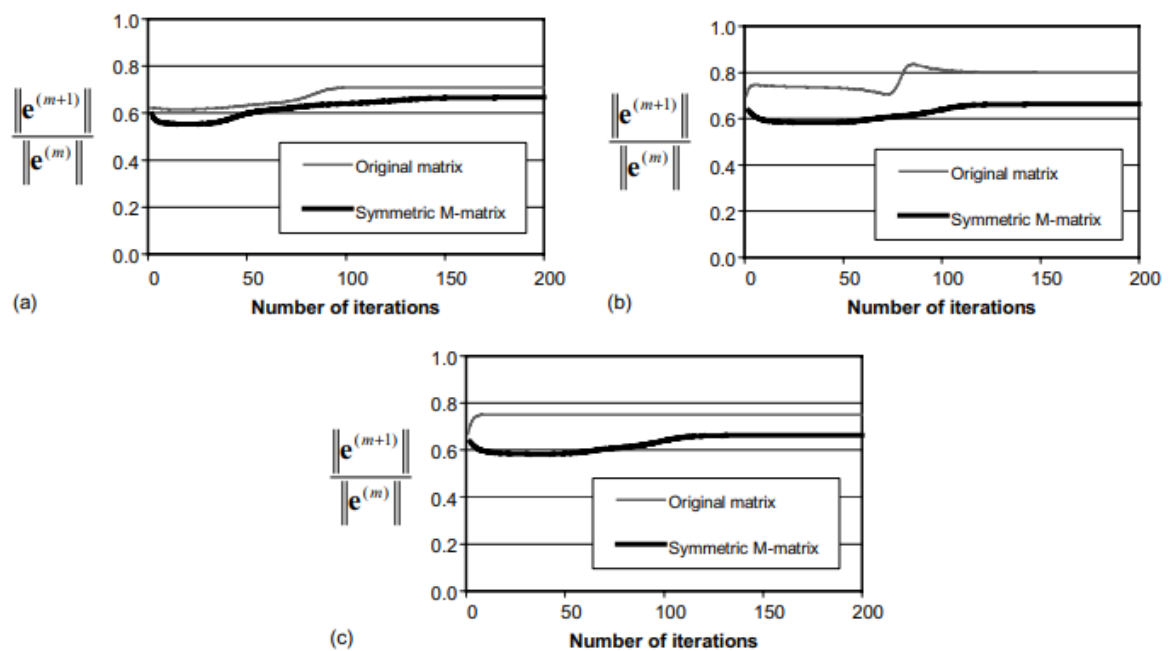 1.0
0.8
0.6
0.4
0.2
0.0
‖e^(m+1)‖
‖e^(m)‖
Original matrix
Symmetric M-matrix
0 50 100 150 200
(a)
Number of iterations
1.0
0.8
0.6
0.4
0.2
0.0
‖e^(m+1)‖
‖e^(m)‖
Original matrix
Symmetric M-matrix
0 50 100 150 200
(b)
Number of iterations
1.0
0.8
0.6
0.4
0.2
0.0
‖e^(m+1)‖
‖e^(m)‖
Original matrix
Symmetric M-matrix
0 50 100 150 200
(c)
Number of iterations